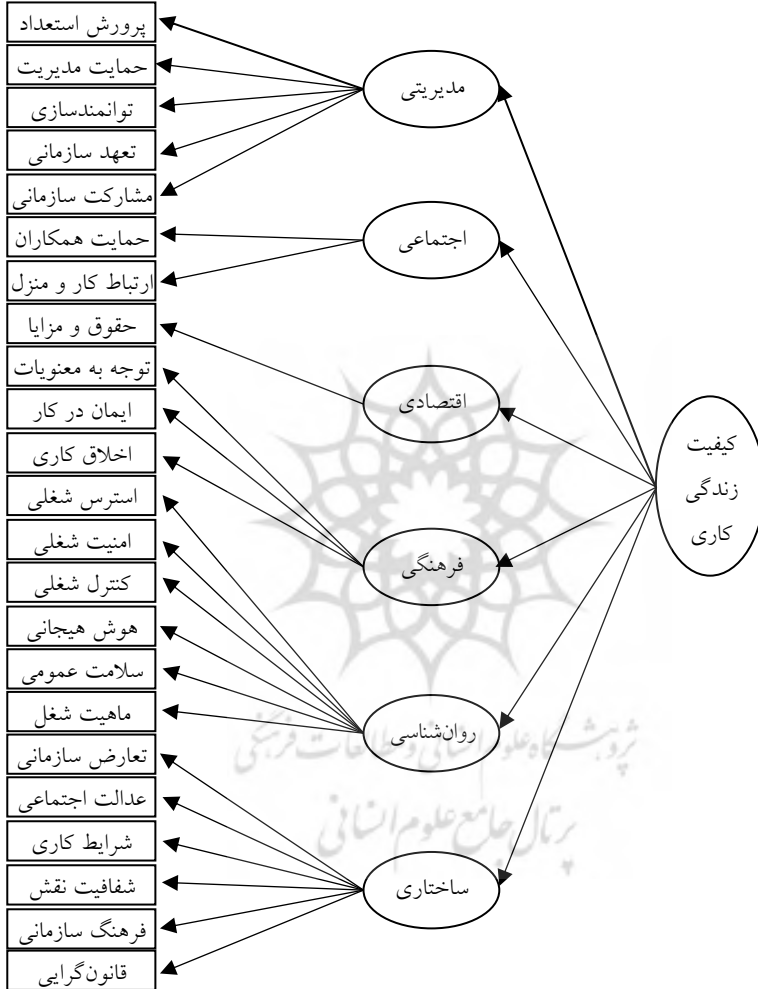 کیفیت
زندگی
کاری
مدیریتی
اجتماعی
اقتصادی
فرهنگی
روان‌شناسی
ساختاری
پرورش استعداد
حمایت مدیریت
توانمندسازی
تعهد سازمانی
مشارکت سازمانی
حمایت همکاران
ارتباط کار و منزل
حقوق و مزایا
توجه به معنویات
ایمان در کار
اخلاق کاری
استرس شغلی
امنیت شغلی
کنترل شغلی
هوش هیجانی
سلامت عمومی
ماهیت شغل
تعارض سازمانی
عدالت اجتماعی
شرایط کاری
شفافیت نقش
فرهنگ سازمانی
قانون‌گرایی
پژوهشگاه علوم انسانی و مطالعات فرهنگی
پرتال جامع علوم انسانی